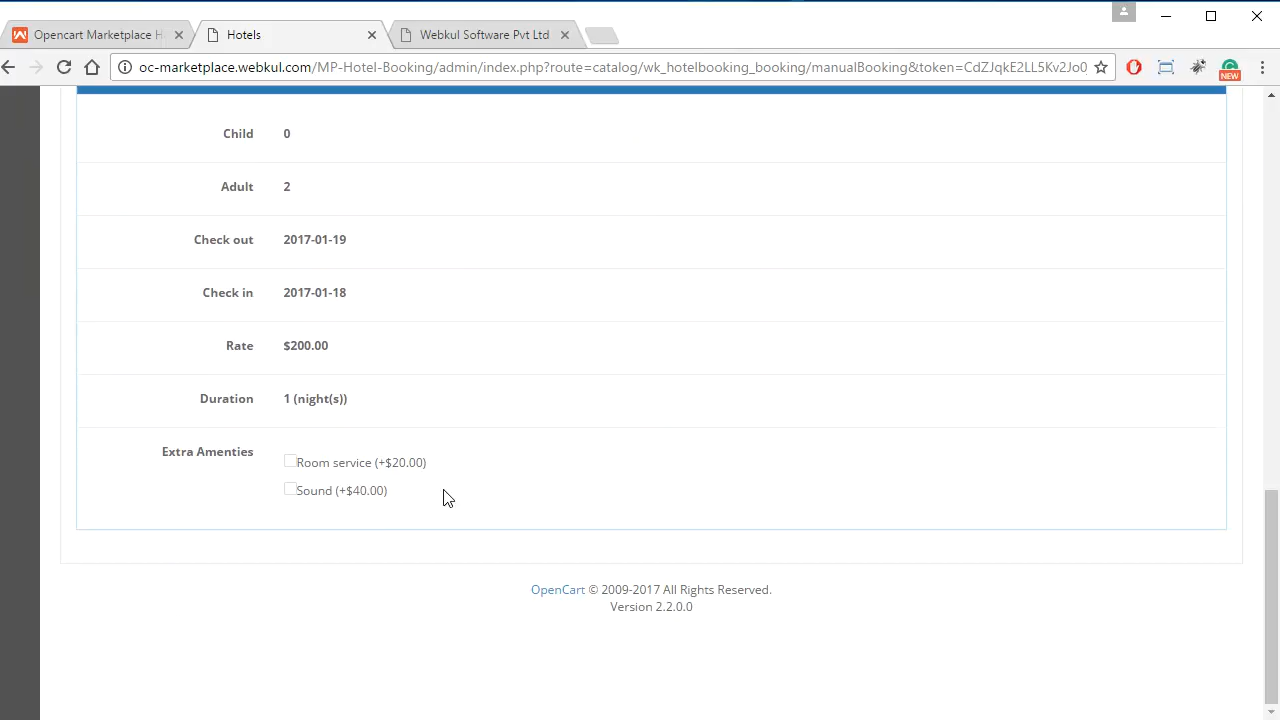 Opencart Marketplace H
Hotels
Webkul Software Pvt Ltd
oc-marketplace.webkul.com/MP-Hotel-Booking/admin/index.php?route=catalog/wk_hotelbooking_booking/manualBooking&token=CdZJqkE2LL5Kv2Jo0
NEW
Child 0
Adult 2
Check out 2017-01-19
Check in 2017-01-18
Rate $200.00
Duration 1 (night(s))
Extra Amenties
Room service (+$20.00)
Sound (+$40.00)
OpenCart © 2009-2017 All Rights Reserved.
Version 2.2.0.0